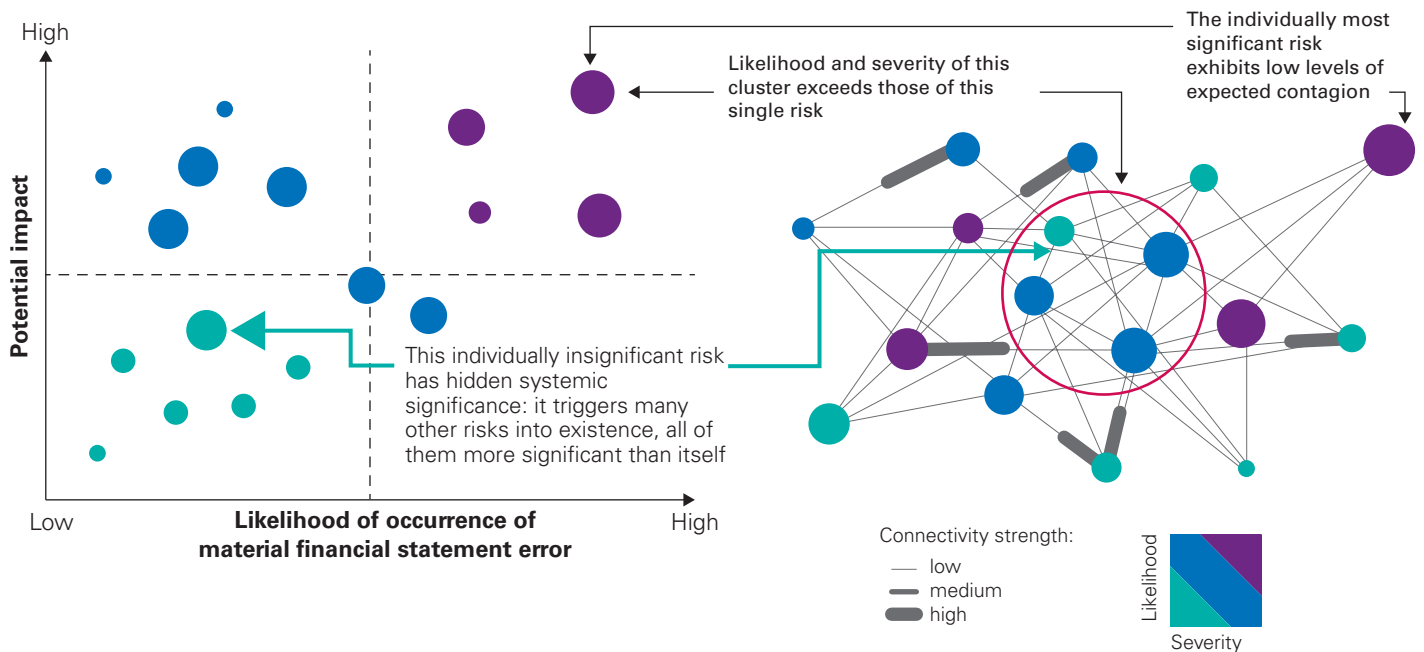 High
Potential impact
Low
Likelihood of occurrence of
material financial statement error
High
This individually insignificant risk
has hidden systemic
significance: it triggers many
other risks into existence, all of
them more significant than itself
Likelihood and severity of this
cluster exceeds those of this
single risk
The individually most
significant risk
exhibits low levels of
expected contagion
Connectivity strength:
low
medium
high
Likelihood
Severity